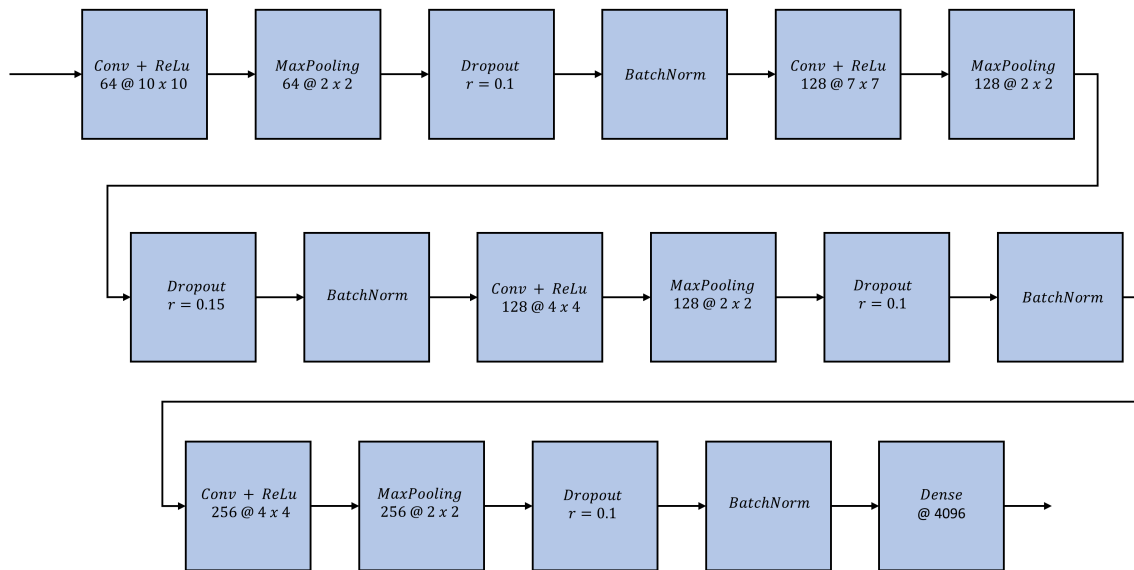 Conv + ReLu
64 @ 10 x 10
MaxPooling
64 @ 2 x 2
Dropout
r = 0.1
BatchNorm
Conv + ReLu
128 @ 7 x 7
MaxPooling
128 @ 2 x 2
Dropout
r = 0.15
BatchNorm
Conv + ReLu
128 @ 4 x 4
MaxPooling
128 @ 2 x 2
Dropout
r = 0.1
BatchNorm
Conv + ReLu
256 @ 4 x 4
MaxPooling
256 @ 2 x 2
Dropout
r = 0.1
BatchNorm
Dense
@ 4096